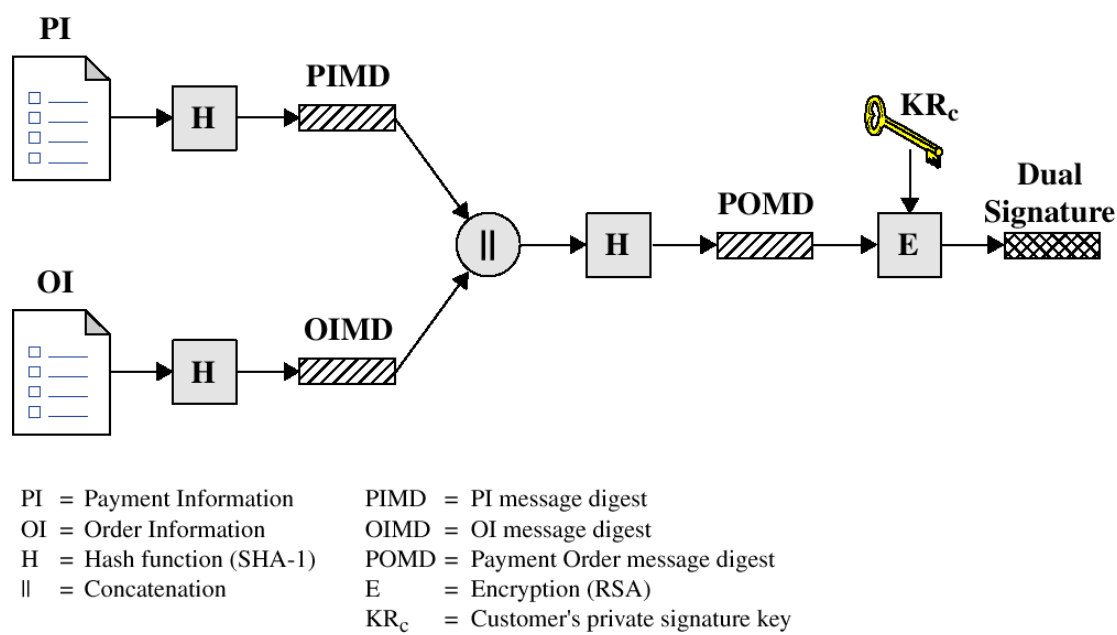 PI
PIMD
H
KRc
Dual
Signature
POMD
||
H
E
OI
OIMD
H
PI = Payment Information
OI = Order Information
H = Hash function (SHA-1)
|| = Concatenation
PIMD = PI message digest
OIMD = OI message digest
POMD = Payment Order message digest
E = Encryption (RSA)
KRc = Customer's private signature key